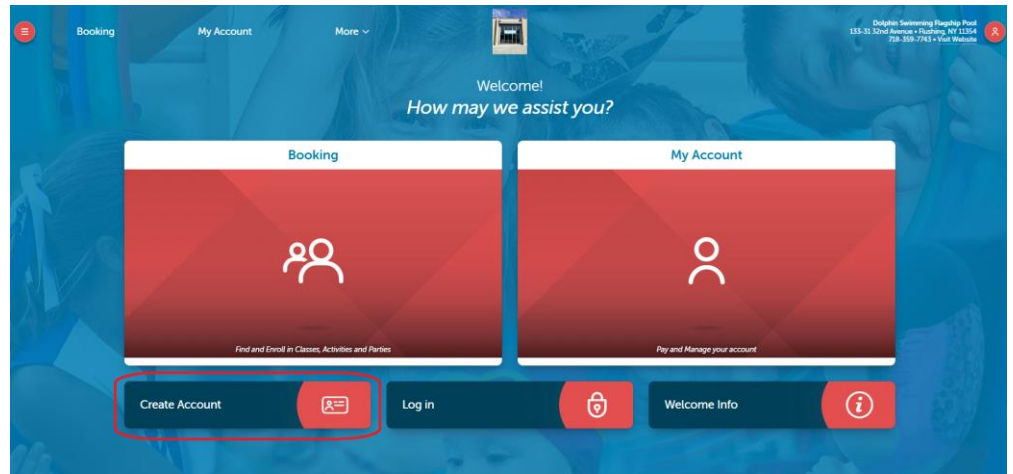 Booking
My Account
More
Dolphin Swimming Flagship Pool
133-31 32nd Avenue • Flushing, NY 11354
718-359-7743 • Visit Website
Welcome!
How may we assist you?
Booking
My Account
Find and Enroll in Classes, Activities and Parties
Pay and Manage your account
Create Account
Log in
Welcome Info